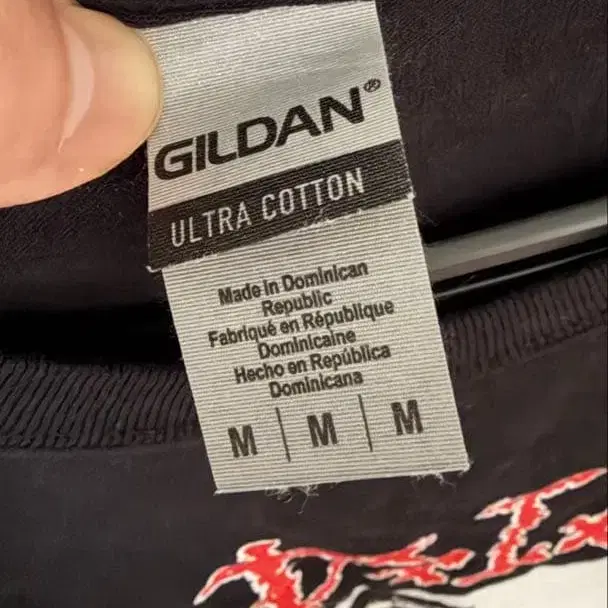 GILDAN®
ULTRA COTTON
Made in Dominican
Republic
Fabriqué en République
Dominicaine
Hecho en República
Dominicana
M | M | M